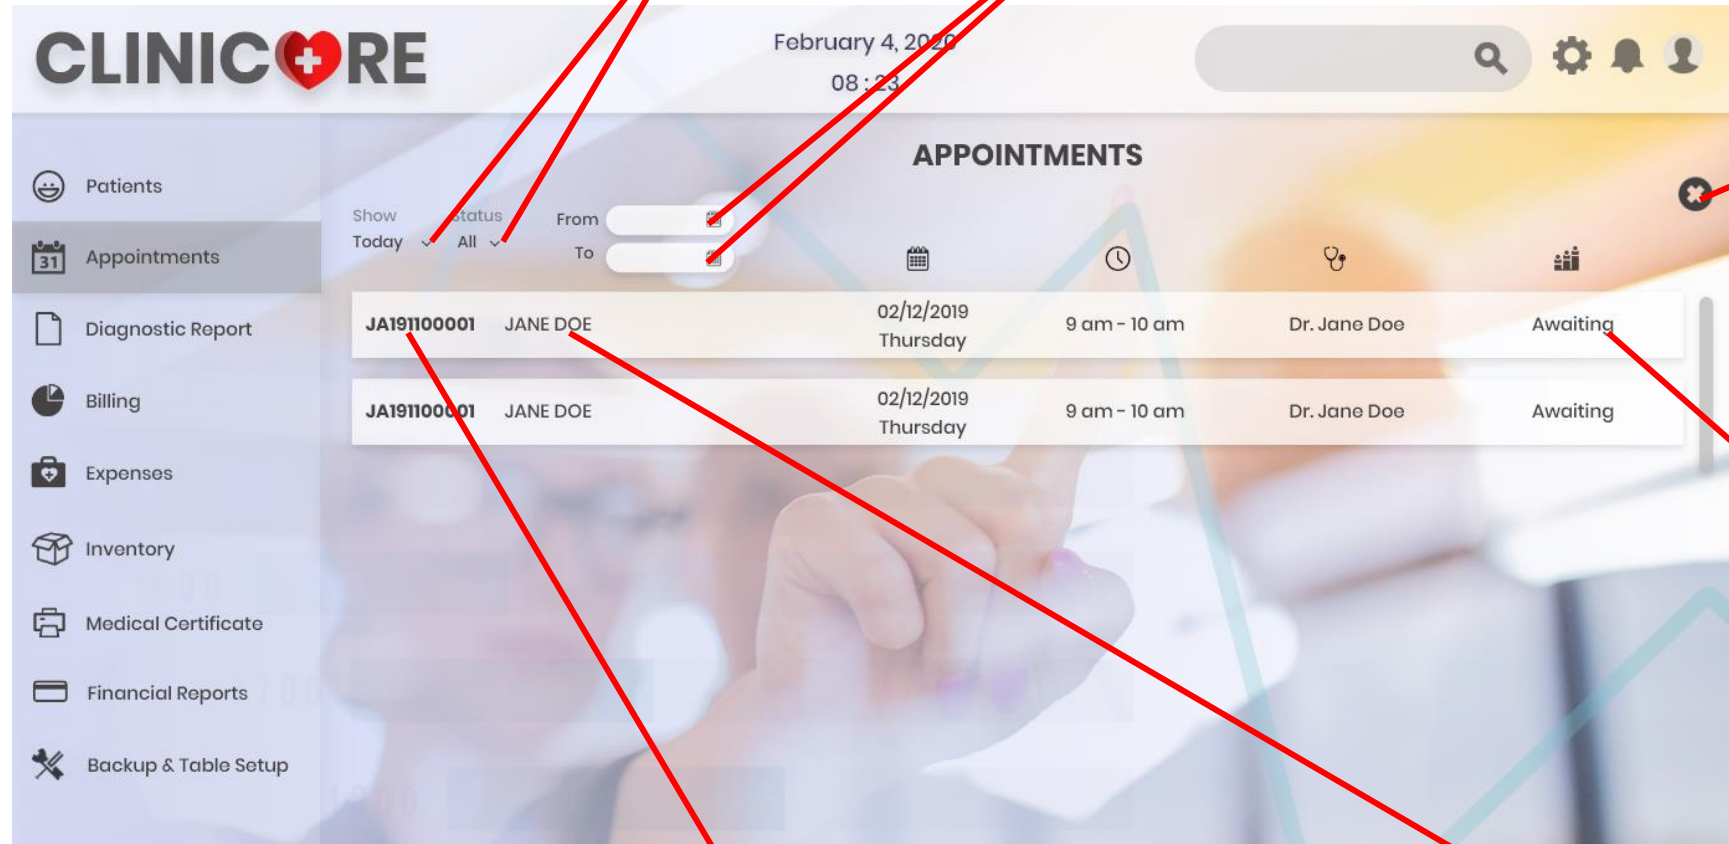 CLINICORE
February 4, 2020
08 : 23
APPOINTMENTS
Patients
Appointments
31
Diagnostic Report
Billing
Expenses
Inventory
Medical Certificate
Financial Reports
Backup & Table Setup
Show Status
Today All
From
To
JA191100001 JANE DOE 02/12/2019 Thursday 9 am - 10 am Dr. Jane Doe Awaiting
JA191100001 JANE DOE 02/12/2019 Thursday 9 am - 10 am Dr. Jane Doe Awaiting